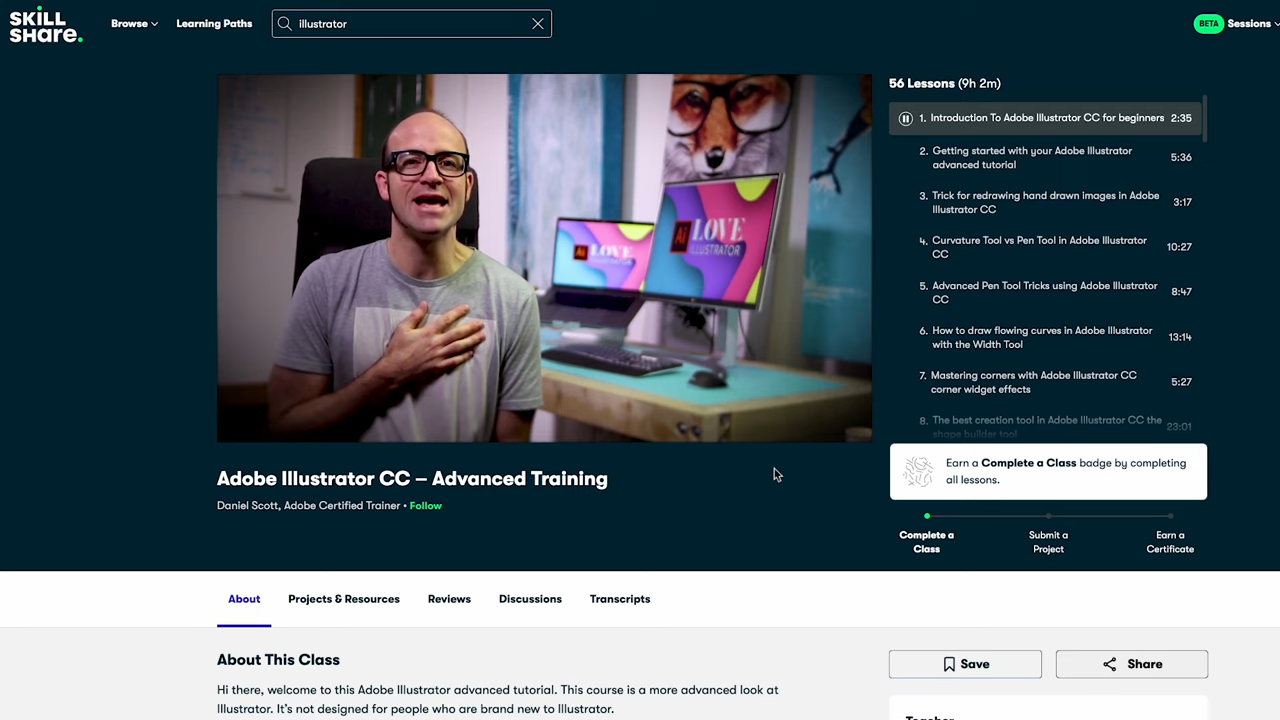 SKILL
SHARE.
Browse
Learning Paths
illustrator
BETA
Sessions
Ai LOVE
ILLUSTRATOR
Ai LOVE
ILLUSTRATOR
56 Lessons (9h 2m)
1. Introduction To Adobe Illustrator CC for beginners 2:35
2. Getting started with your Adobe Illustrator
advanced tutorial 5:36
3. Trick for redrawing hand drawn images in Adobe
Illustrator CC 3:17
4. Curvature Tool vs Pen Tool in Adobe Illustrator
CC 10:27
5. Advanced Pen Tool Tricks using Adobe Illustrator
CC 8:47
6. How to draw flowing curves in Adobe Illustrator
with the Width Tool 13:14
7. Mastering corners with Adobe Illustrator CC
corner widget effects 5:27
8. The best creation tool in Adobe Illustrator CC the
shape builder tool 23:01
Earn a Complete a Class badge by completing
all lessons.
Complete a
Class
Submit a
Project
Earn a
Certificate
Adobe Illustrator CC – Advanced Training
Daniel Scott, Adobe Certified Trainer • Follow
About
Projects & Resources
Reviews
Discussions
Transcripts
About This Class
Hi there, welcome to this Adobe Illustrator advanced tutorial. This course is a more advanced look at
Illustrator. It's not designed for people who are brand new to Illustrator.
Save
Share
Teacher